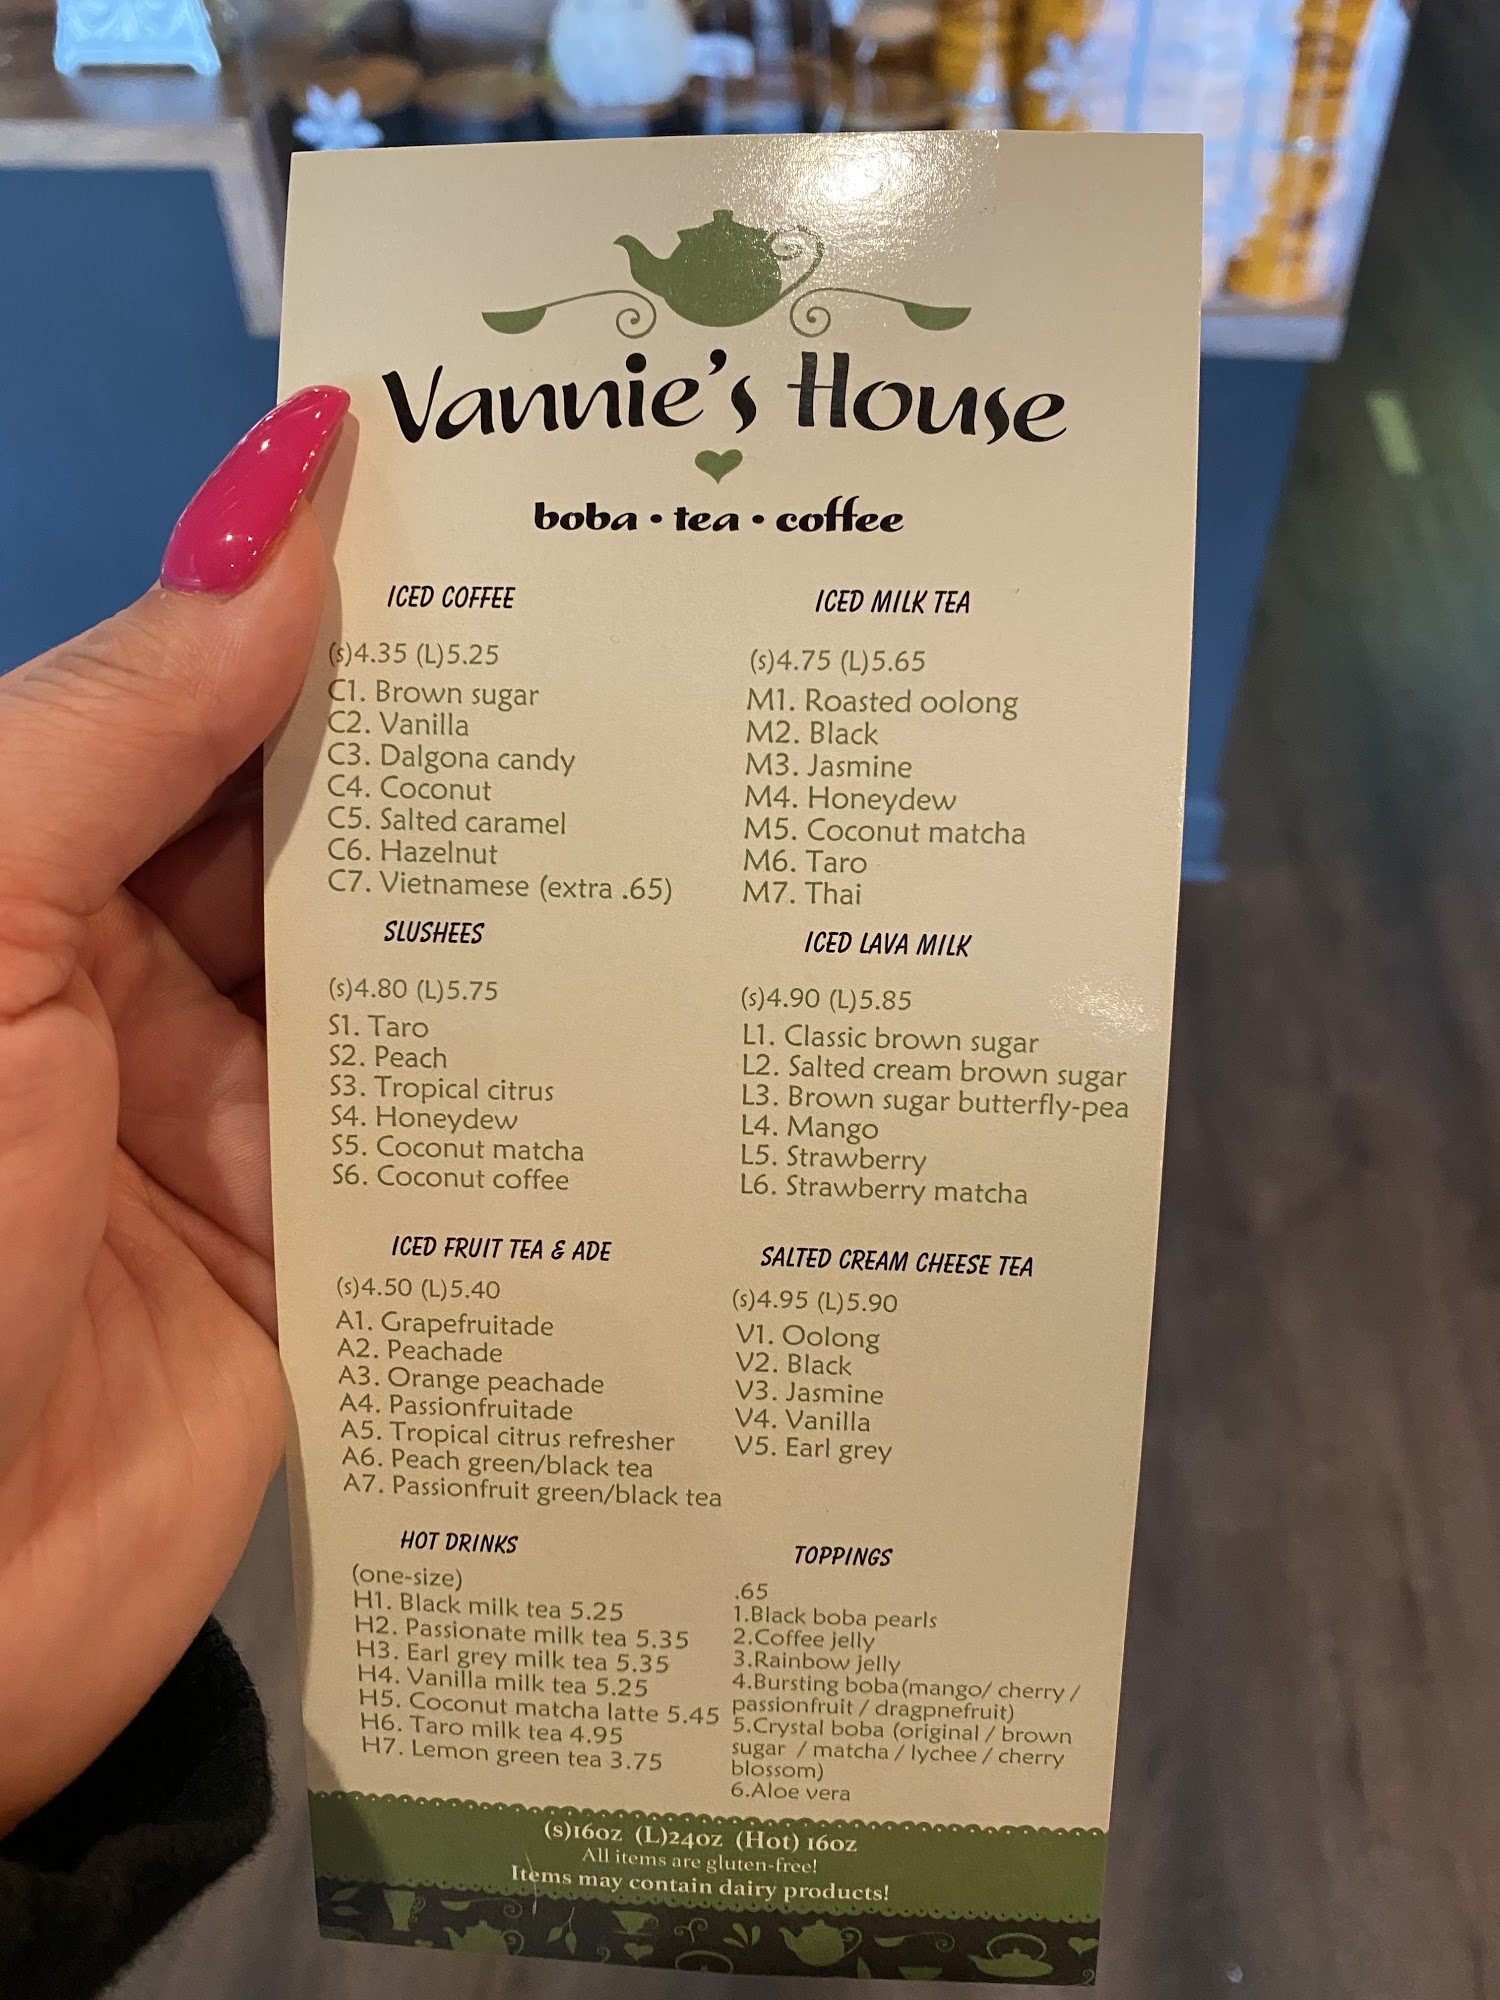 Vannie's House
boba • tea • coffee
ICED COFFEE
(s)4.35 (L)5.25
C1. Brown sugar
C2. Vanilla
C3. Dalgona candy
C4. Coconut
C5. Salted caramel
C6. Hazelnut
C7. Vietnamese (extra .65)
ICED MILK TEA
(s)4.75 (L)5.65
M1. Roasted oolong
M2. Black
M3. Jasmine
M4. Honeydew
M5. Coconut matcha
M6. Taro
M7. Thai
SLUSHEES
(s)4.80 (L)5.75
S1. Taro
S2. Peach
S3. Tropical citrus
S4. Honeydew
S5. Coconut matcha
S6. Coconut coffee
ICED LAVA MILK
(s)4.90 (L)5.85
L1. Classic brown sugar
L2. Salted cream brown sugar
L3. Brown sugar butterfly-pea
L4. Mango
L5. Strawberry
L6. Strawberry matcha
ICED FRUIT TEA & ADE
(s)4.50 (L)5.40
A1. Grapefruitade
A2. Peachade
A3. Orange peachade
A4. Passionfruitade
A5. Tropical citrus refresher
A6. Peach green/black tea
A7. Passionfruit green/black tea
SALTED CREAM CHEESE TEA
(s)4.95 (L)5.90
V1. Oolong
V2. Black
V3. Jasmine
V4. Vanilla
V5. Earl grey
HOT DRINKS
(one-size)
H1. Black milk tea 5.25
H2. Passionate milk tea 5.35
H3. Earl grey milk tea 5.35
H4. Vanilla milk tea 5.25
H5. Coconut matcha latte 5.45
H6. Taro milk tea 4.95
H7. Lemon green tea 3.75
TOPPINGS
.65
1.Black boba pearls
2.Coffee jelly
3.Rainbow jelly
4.Bursting boba(mango/ cherry /
passionfruit / dragpnefruit)
5.Crystal boba (original / brown
sugar / matcha / lychee / cherry
blossom)
6.Aloe vera
(s)16oz (L)24oz (Hot) 16oz
All items are gluten-free!
Items may contain dairy products!